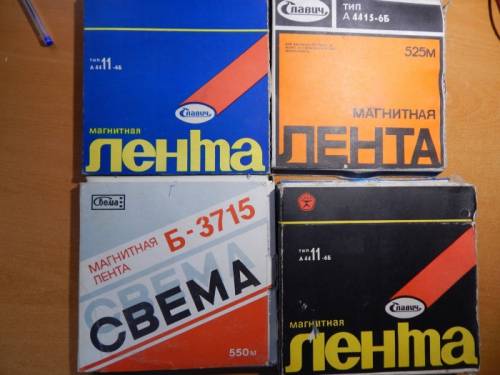 ТИП
А 4411-6Б
Славич
МАГНИТНАЯ
Лента
Славич
ТИП
А 4415-6Б
525М
МАГНИТНАЯ
ЛЕНТА
Свема
МАГНИТНАЯ
ЛЕНТА
Б-3715
СВЕМА
СВЕМА
550М
ТИП
А 4411-6Б
Славич
МАГНИТНАЯ
Лента